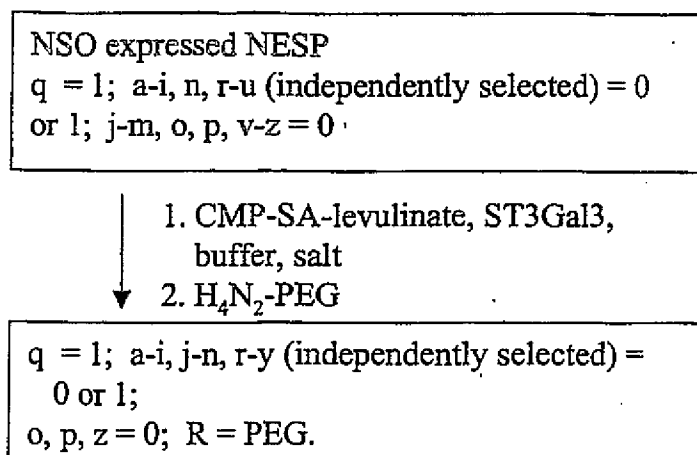 NSO expressed NESP
q = 1; a-i, n, r-u (independently selected) = 0
or 1; j-m, o, p, v-z = 0
1. CMP-SA-levulinate, ST3Gal3,
buffer, salt
2. H₄N₂-PEG
q = 1; a-i, j-n, r-y (independently selected) =
0 or 1;
o, p, z = 0; R = PEG.